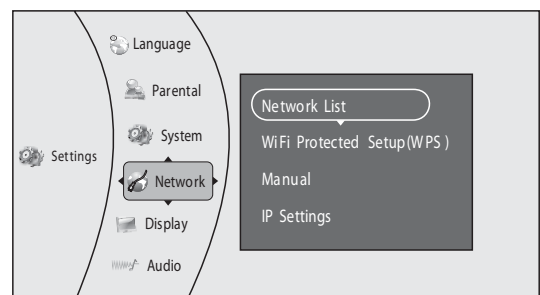 Settings
Language
Parental
System
Network
Display
Audio
Network List
WiFi Protected Setup(WPS)
Manual
IP Settings